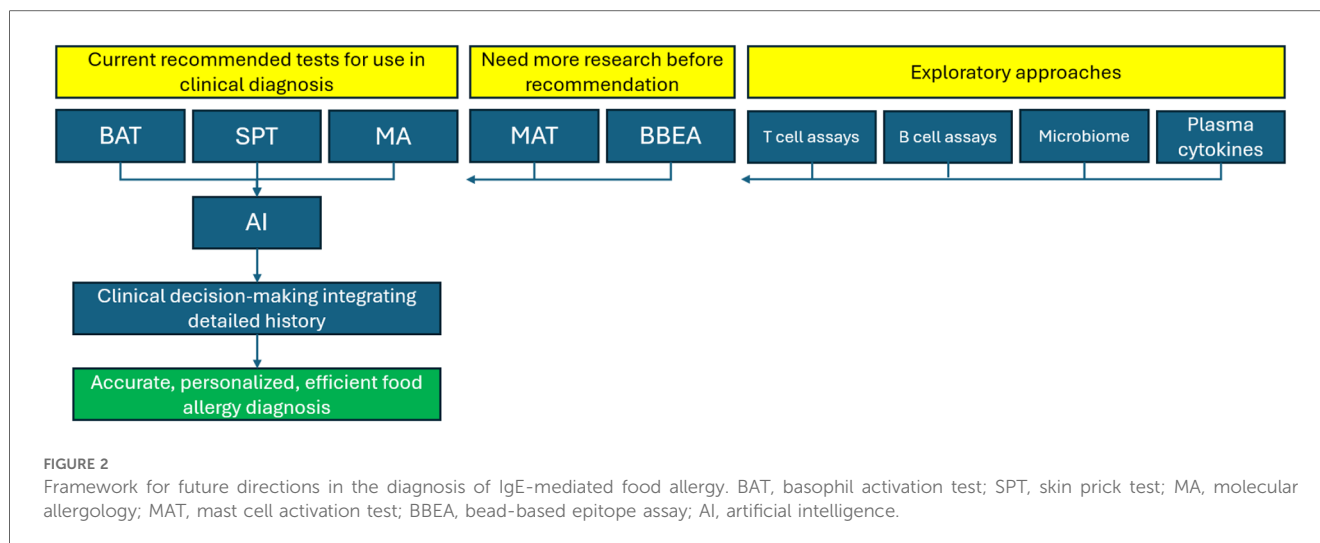 Current recommended tests for use in
clinical diagnosis
Need more research before
recommendation
Exploratory approaches
BAT
SPT
MA
MAT
BBEA
T cell assays
B cell assays
Microbiome
Plasma
cytokines
AI
Clinical decision-making integrating
detailed history
Accurate, personalized, efficient food
allergy diagnosis
FIGURE 2
Framework for future directions in the diagnosis of IgE-mediated food allergy. BAT, basophil activation test; SPT, skin prick test; MA, molecular
allergology; MAT, mast cell activation test; BBEA, bead-based epitope assay; AI, artificial intelligence.